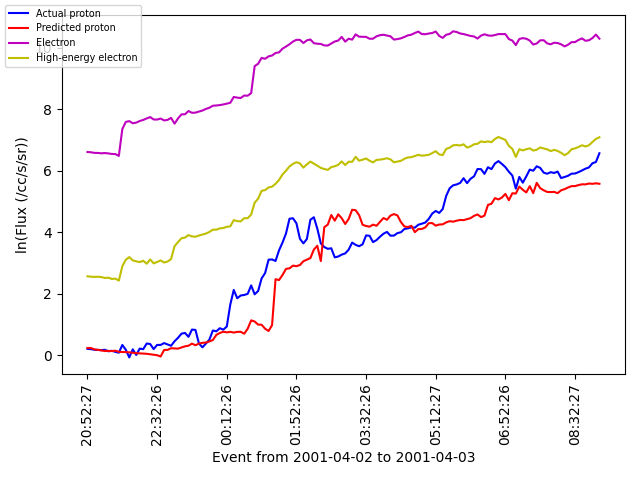 Actual proton
Predicted proton
Electron
High-energy electron
10
8
6
4
2
0
ln(Flux (/cc/s/sr))
20:52:27
22:32:26
00:12:26
01:52:26
03:32:26
05:12:27
06:52:26
08:32:27
Event from 2001-04-02 to 2001-04-03